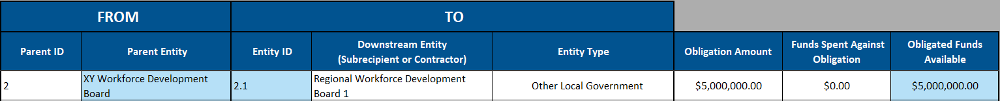 FROM
TO
Parent ID
Parent Entity
Entity ID
Downstream Entity
(Subrecipient or Contractor)
Entity Type
Obligation Amount
Funds Spent Against
Obligation
Obligated Funds
Available
2
XY Workforce Development
Board
2.1
Regional Workforce Development
Board 1
Other Local Government
$5,000,000.00
$0.00
$5,000,000.00